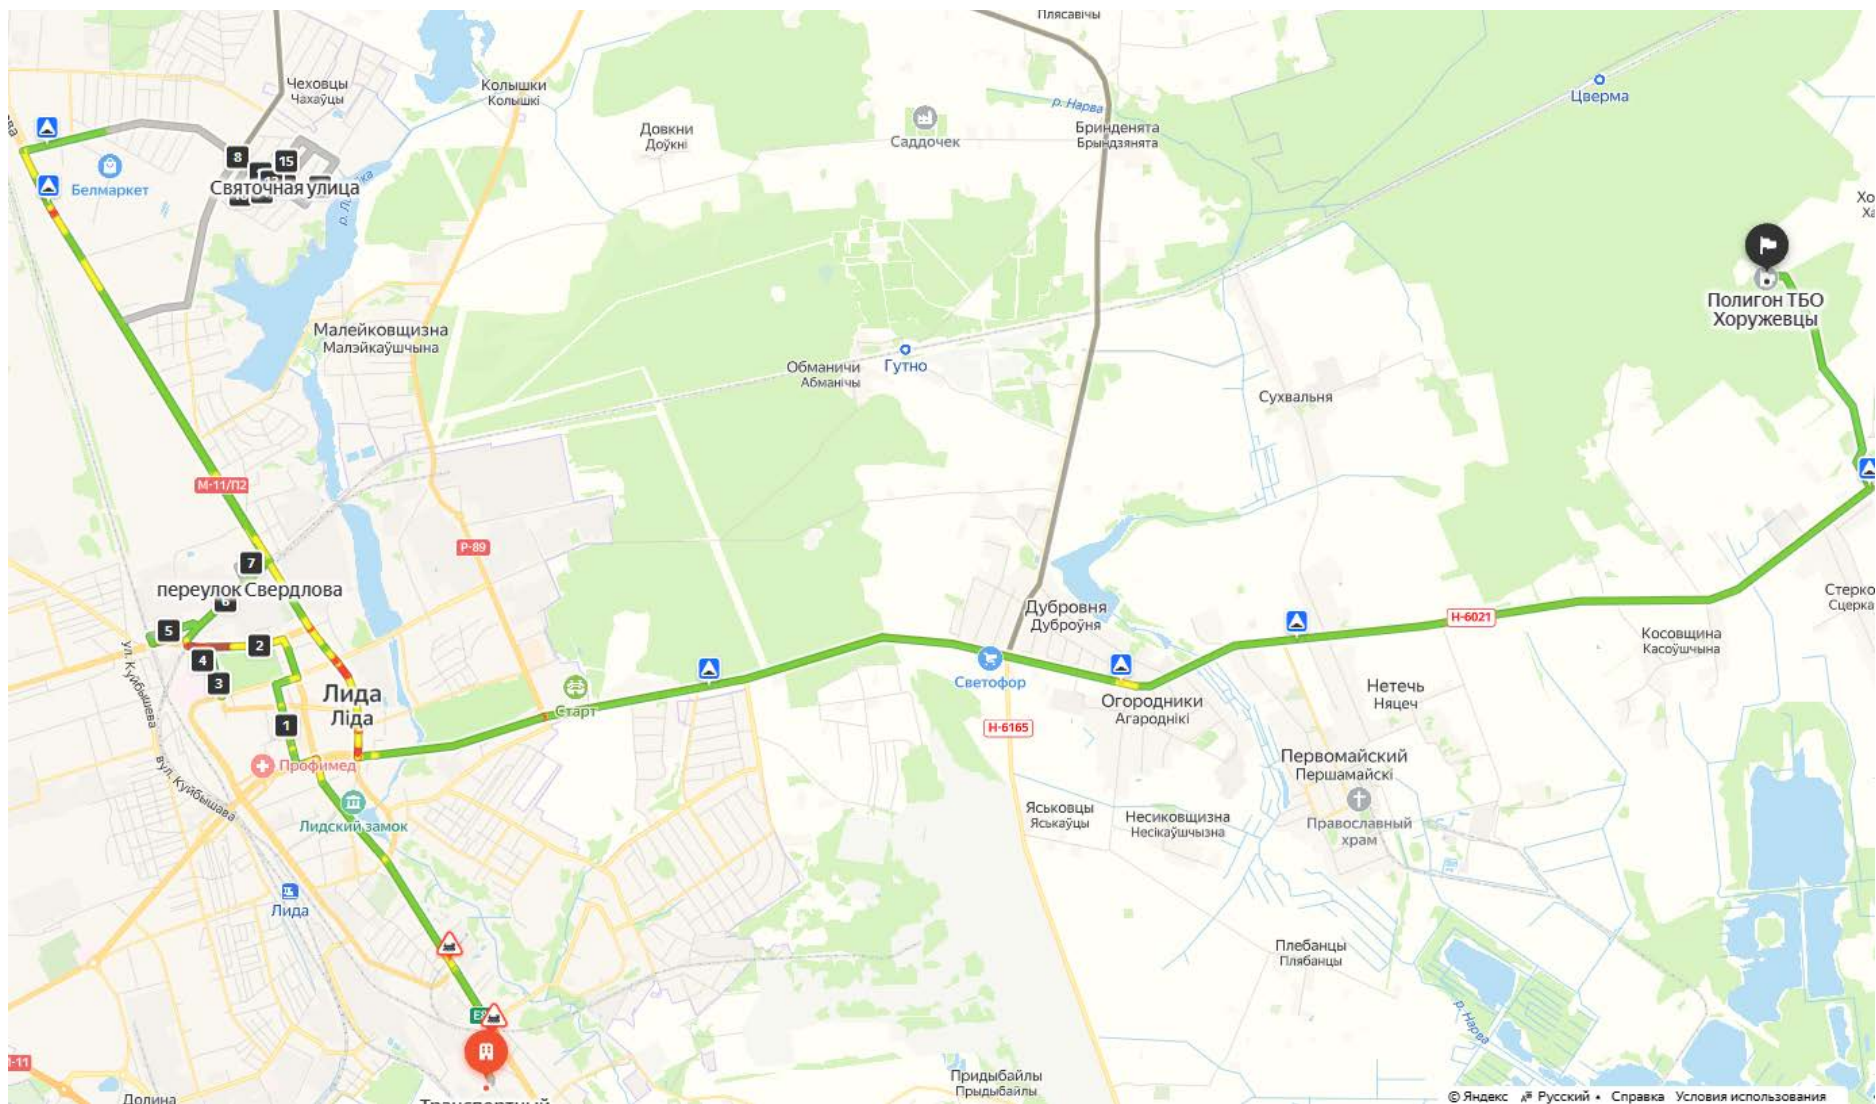 Плясавічы
Чеховцы
Чахаўцы
Колышки
Колышкі
р. Нарва
Цверма
Довкни
Доўкні
Саддочек
Бринденята
Брындзянята
Белмаркет
8
15
Святочная улица
Полигон ТБО
Хоружевцы
Малейковщизна
Малэйкаўшчына
Обманичи
Абманічы
Гутно
Сухвальня
М-11/П2
Р-89
7
переулок Свердлова
6
5
2
4
3
1
ул. Куйбышева
Лида
Ліда
Старт
Светофор
Дубровня
Дуброўня
Н-6021
Косовщина
Касоўшчына
Стерко
Сцерка
Огородники
Агароднікі
Нетечь
Няцеч
Н-6165
Профимед
вул. Куйбышава
Лидский замок
Первомайский
Першамайскі
Яськовцы
Яськаўцы
Несиковщизна
Несікаўшчызна
Православный
храм
Лида
Плебанцы
Плябанцы
р. Нарва
Придыбайлы
Прыдыбайлы
Долина
Транспортный
© Яндекс Русский Справка Условия использования